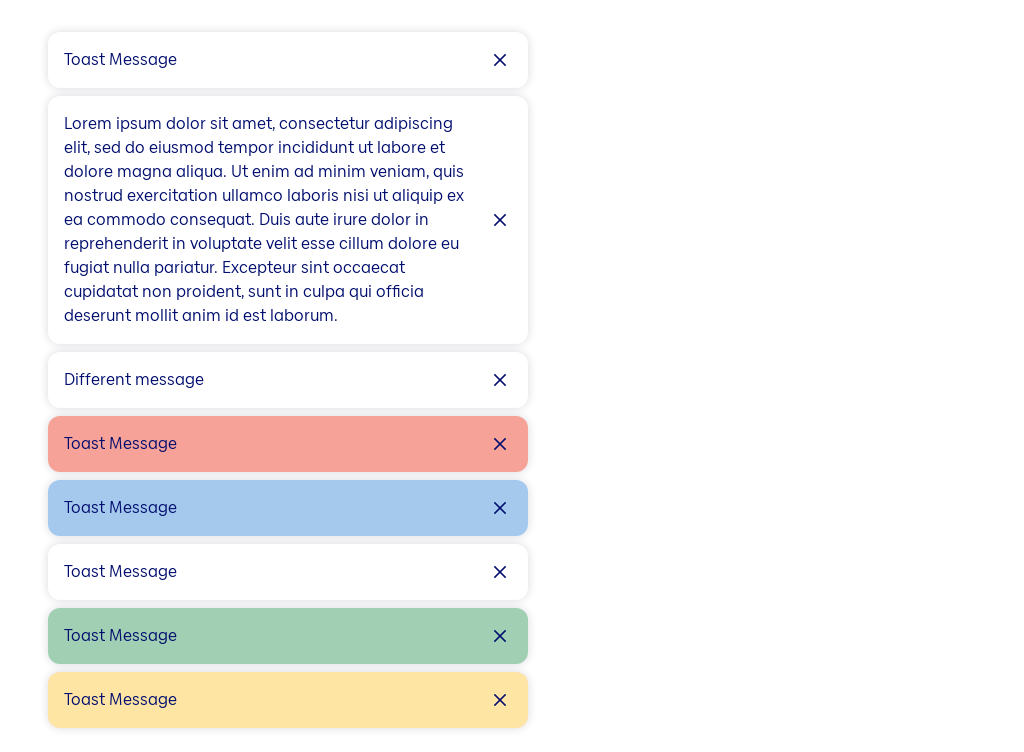 Toast Message
Lorem ipsum dolor sit amet, consectetur adipiscing
elit, sed do eiusmod tempor incididunt ut labore et
dolore magna aliqua. Ut enim ad minim veniam, quis
nostrud exercitation ullamco laboris nisi ut aliquip ex
ea commodo consequat. Duis aute irure dolor in
reprehenderit in voluptate velit esse cillum dolore eu
fugiat nulla pariatur. Excepteur sint occaecat
cupidatat non proident, sunt in culpa qui officia
deserunt mollit anim id est laborum.
Different message
Toast Message
Toast Message
Toast Message
Toast Message
Toast Message